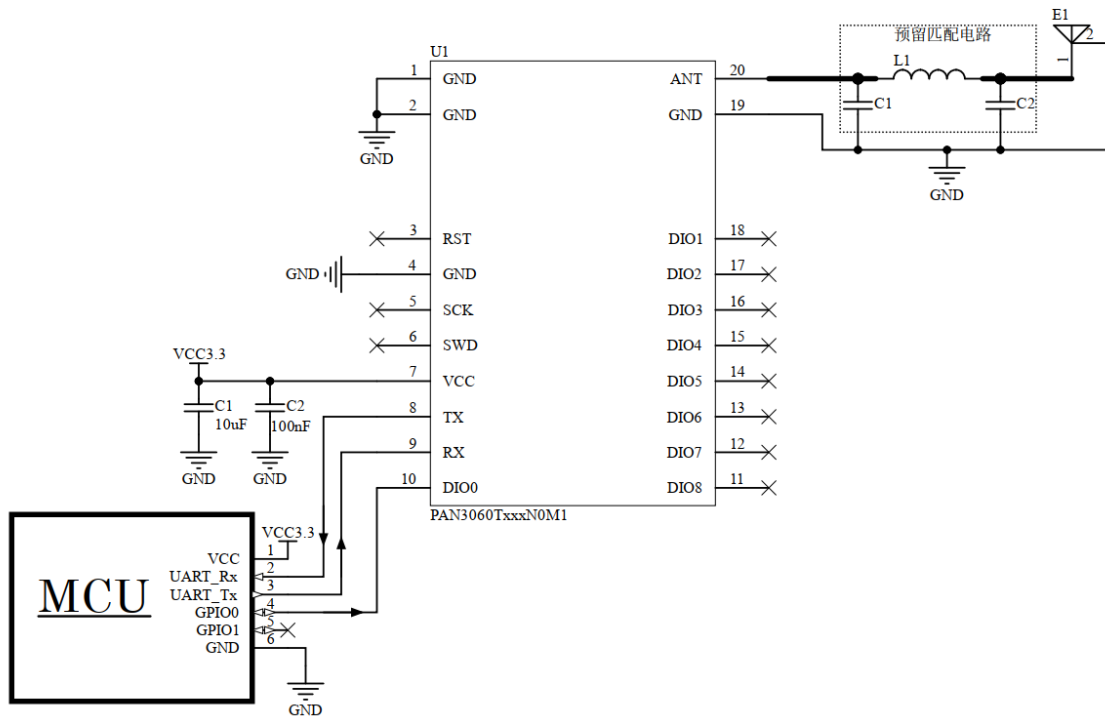 E1
预留匹配电路
2
1
L1
C1
C2
GND
U1
1 GND
2 GND
GND
3 RST
GND 4 GND
5 SCK
6 SWD
VCC3.3
7 VCC
8 TX
9 RX
10 DIO0
ANT 20
GND 19
DIO1 18
DIO2 17
DIO3 16
DIO4 15
DIO5 14
DIO6 13
DIO7 12
DIO8 11
PAN3060TxxxN0M1
C1
10uF
C2
100nF
GND
GND
MCU
VCC3.3
VCC 1
UART_Rx 2
UART_Tx 3
GPIO0 4
GPIO1 5
GND 6
GND